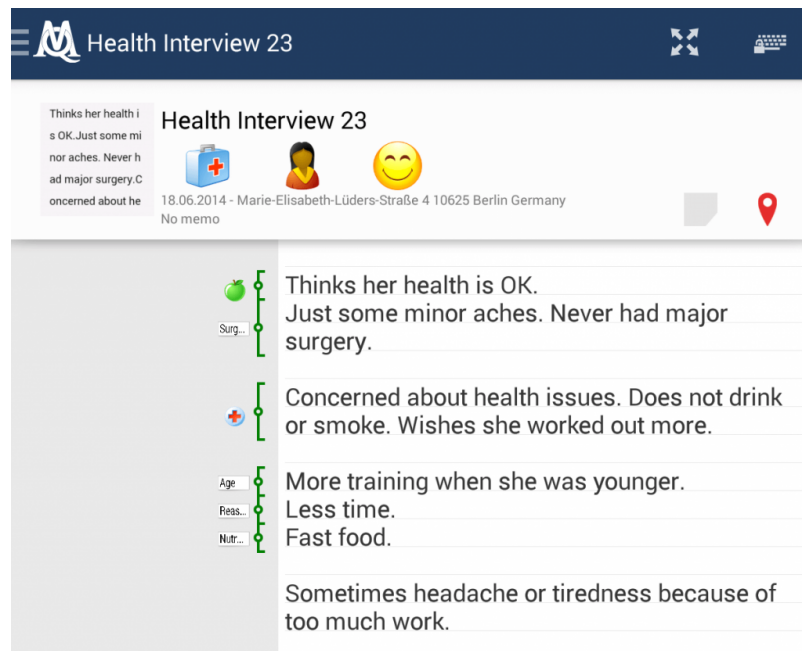 Health Interview 23
Thinks her health i
s OK.Just some mi
nor aches. Never h
ad major surgery.C
oncerned about he
Health Interview 23
18.06.2014 - Marie-Elisabeth-Lüders-Straße 4 10625 Berlin Germany
No memo
Thinks her health is OK.
Surg...
Just some minor aches. Never had major
surgery.
Concerned about health issues. Does not drink
or smoke. Wishes she worked out more.
Age
More training when she was younger.
Reas...
Less time.
Nutr...
Fast food.
Sometimes headache or tiredness because of
too much work.